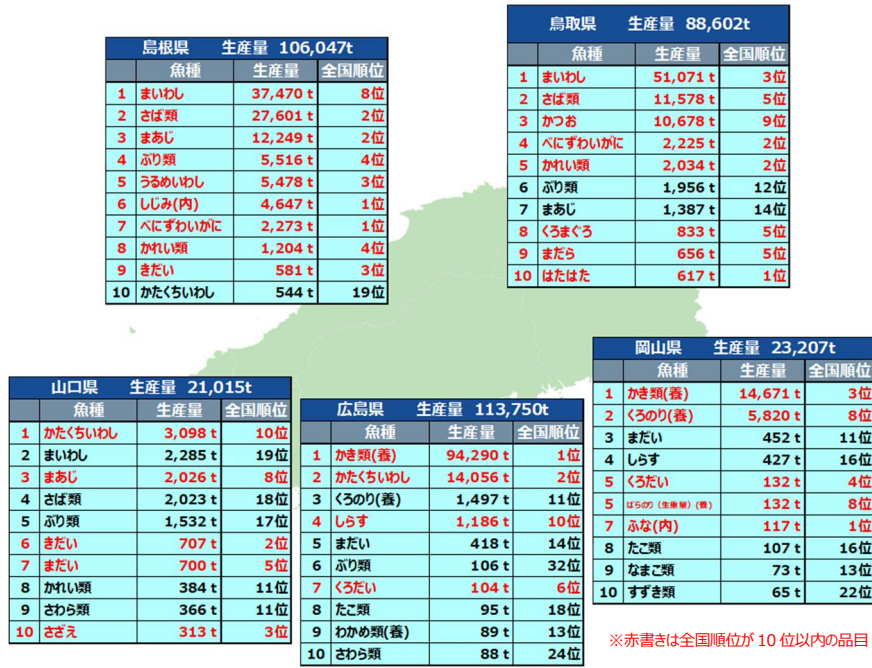 島根県 生産量 106,047t
魚種 生産量 全国順位
1 まいわし 37,470 t 8位
2 さば類 27,601 t 2位
3 まあじ 12,249 t 2位
4 ぶり類 5,516 t 4位
5 うるめいわし 5,478 t 3位
6 しじみ(内) 4,647 t 1位
7 べにずわいがに 2,273 t 1位
8 かれい類 1,204 t 4位
9 きだい 581 t 3位
10 かたくちいわし 544 t 19位
鳥取県 生産量 88,602t
魚種 生産量 全国順位
1 まいわし 51,071 t 3位
2 さば類 11,578 t 5位
3 かつお 10,678 t 9位
4 べにずわいがに 2,225 t 2位
5 かれい類 2,034 t 2位
6 ぶり類 1,956 t 12位
7 まあじ 1,387 t 14位
8 くろまぐろ 833 t 5位
9 まだら 656 t 5位
10 はたはた 617 t 1位
山口県 生産量 21,015t
魚種 生産量 全国順位
1 かたくちいわし 3,098 t 10位
2 まいわし 2,285 t 19位
3 まあじ 2,026 t 8位
4 さば類 2,023 t 18位
5 ぶり類 1,532 t 17位
6 きだい 707 t 2位
7 まだい 700 t 5位
8 かれい類 384 t 11位
9 さわら類 366 t 11位
10 さざえ 313 t 3位
広島県 生産量 113,750t
魚種 生産量 全国順位
1 かき類(養) 94,290 t 1位
2 かたくちいわし 14,056 t 2位
3 くろのり(養) 1,497 t 11位
4 しらす 1,186 t 10位
5 まだい 418 t 14位
6 ぶり類 106 t 32位
7 くろだい 104 t 6位
8 たこ類 95 t 18位
9 わかめ類(養) 89 t 13位
10 さわら類 88 t 24位
岡山県 生産量 23,207t
魚種 生産量 全国順位
1 かき類(養) 14,671 t 3位
2 くろのり(養) 5,820 t 8位
3 まだい 452 t 11位
4 しらす 427 t 16位
5 くろだい 132 t 4位
5 ばらのり(生重量)(養) 132 t 8位
7 ふな(内) 117 t 1位
8 たこ類 107 t 16位
9 なまこ類 73 t 13位
10 すずき類 65 t 22位
※赤書きは全国順位が10位以内の品目